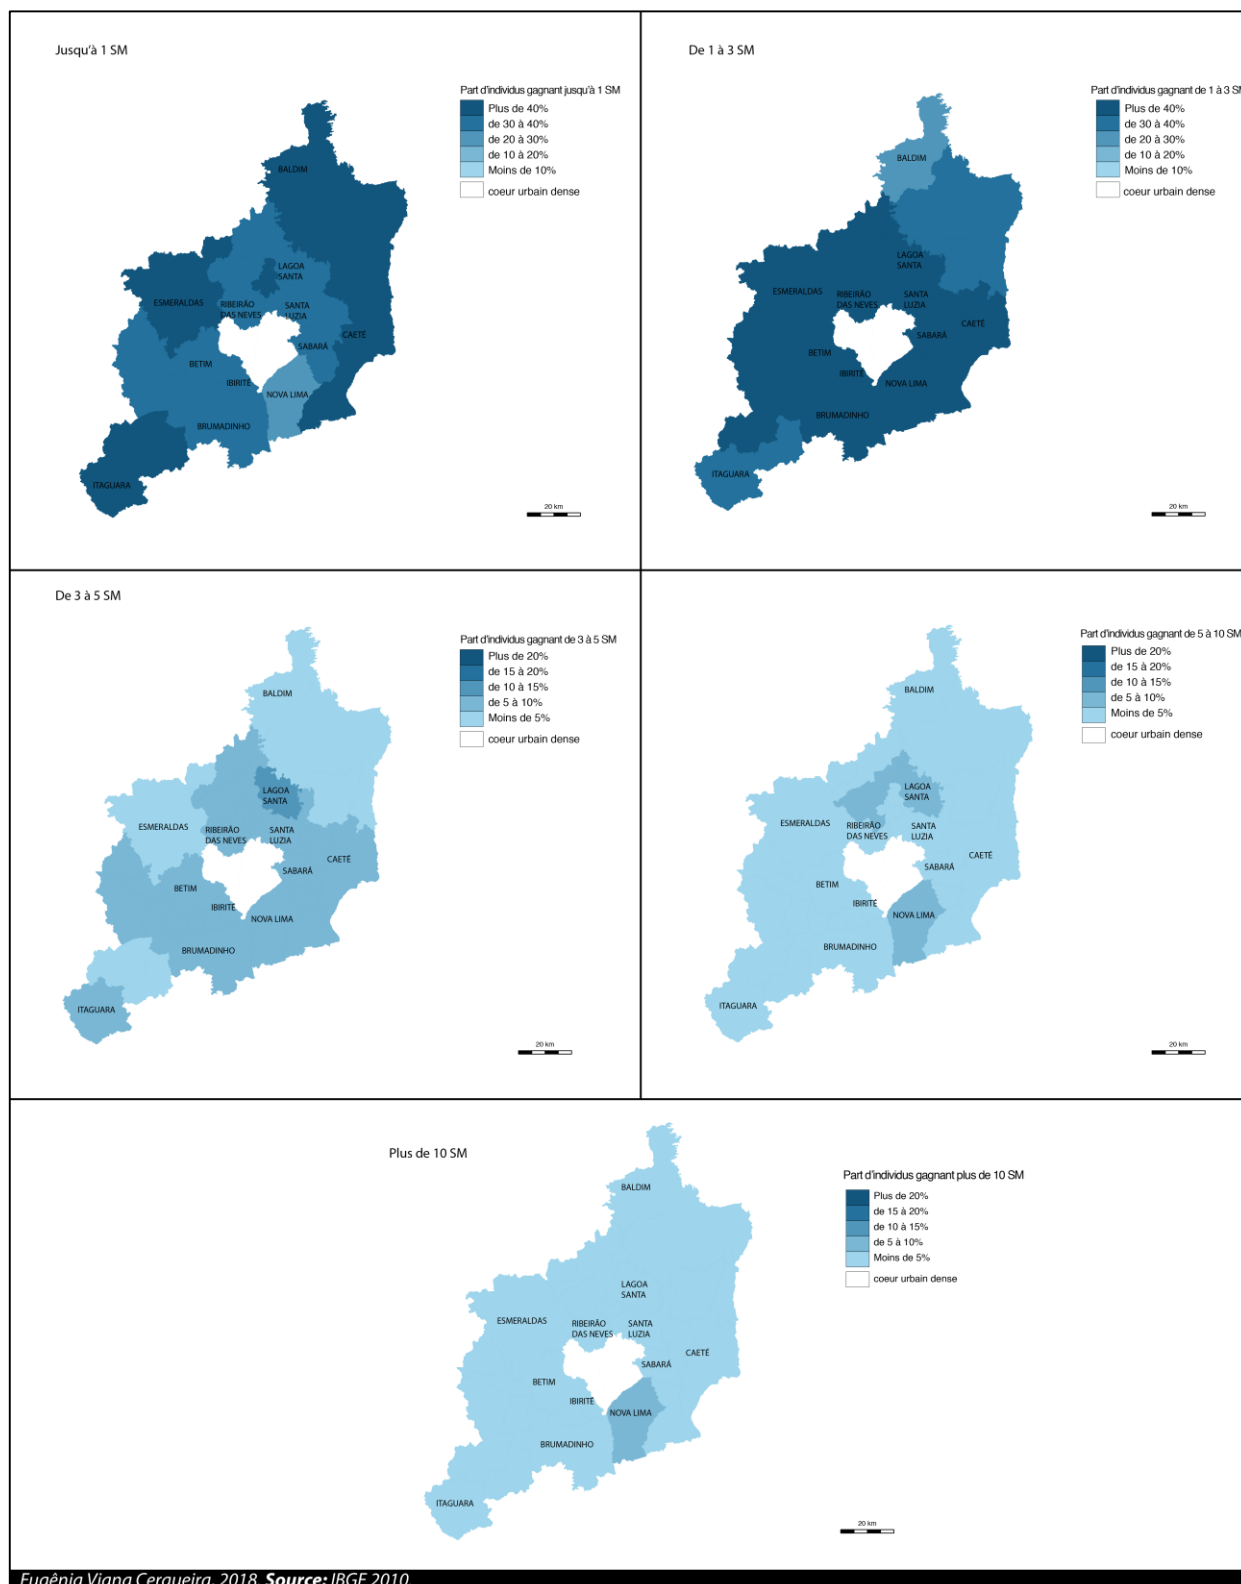 Jusqu'à 1 SM
Part d'individus gagnant jusqu'à 1 SM
Plus de 40%
de 30 à 40%
de 20 à 30%
de 10 à 20%
Moins de 10%
coeur urbain dense
BALDIM
LAGOA
SANTA
ESMERALDAS
RIBEIRÃO
DAS NEVES
SANTA
LUZIA
CAETÉ
SABARÁ
BETIM
IBIRITÉ
NOVA LIMA
BRUMADINHO
ITAGUARA
20 km
De 1 à 3 SM
Part d'individus gagnant de 1 à 3 SM
Plus de 40%
de 30 à 40%
de 20 à 30%
de 10 à 20%
Moins de 10%
coeur urbain dense
BALDIM
LAGOA
SANTA
ESMERALDAS
RIBEIRÃO
DAS NEVES
SANTA
LUZIA
CAETÉ
SABARÁ
BETIM
IBIRITÉ
NOVA LIMA
BRUMADINHO
ITAGUARA
20 km
De 3 à 5 SM
Part d'individus gagnant de 3 à 5 SM
Plus de 20%
de 15 à 20%
de 10 à 15%
de 5 à 10%
Moins de 5%
coeur urbain dense
BALDIM
LAGOA
SANTA
ESMERALDAS
RIBEIRÃO
DAS NEVES
SANTA
LUZIA
CAETÉ
SABARÁ
BETIM
IBIRITÉ
NOVA LIMA
BRUMADINHO
ITAGUARA
20 km
Part d'individus gagnant de 5 à 10 SM
Plus de 20%
de 15 à 20%
de 10 à 15%
de 5 à 10%
Moins de 5%
coeur urbain dense
BALDIM
LAGOA
SANTA
ESMERALDAS
RIBEIRÃO
DAS NEVES
SANTA
LUZIA
CAETÉ
SABARÁ
BETIM
IBIRITÉ
NOVA LIMA
BRUMADINHO
ITAGUARA
20 km
Plus de 10 SM
Part d'individus gagnant plus de 10 SM
Plus de 20%
de 15 à 20%
de 10 à 15%
de 5 à 10%
Moins de 5%
coeur urbain dense
BALDIM
LAGOA
SANTA
ESMERALDAS
RIBEIRÃO
DAS NEVES
SANTA
LUZIA
CAETÉ
SABARÁ
BETIM
IBIRITÉ
NOVA LIMA
BRUMADINHO
ITAGUARA
20 km
Eugênia Viana Cerqueira, 2018. Source: IBGE 2010.